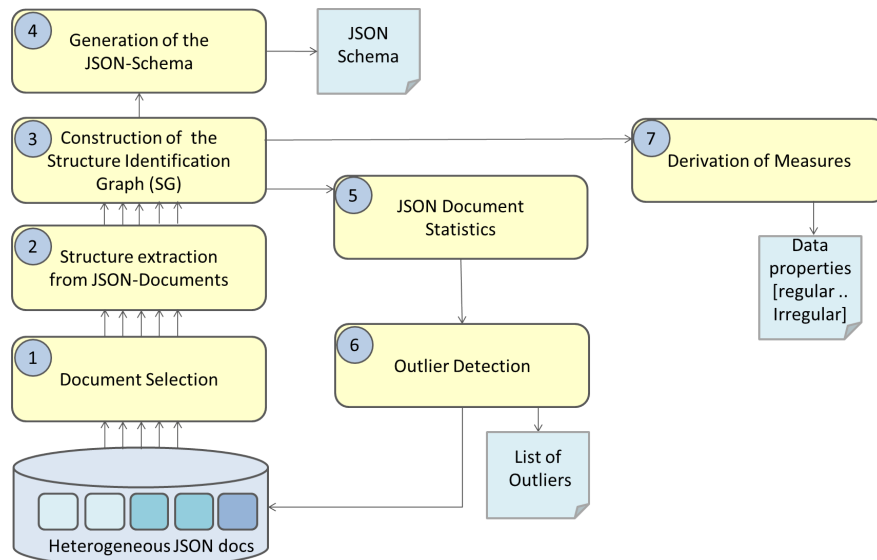 4
Generation of the
JSON-Schema
JSON
Schema
3
Construction of the
Structure Identification
Graph (SG)
7
Derivation of Measures
5
JSON Document
Statistics
2
Structure extraction
from JSON-Documents
Data
properties
[regular ..
Irregular]
6
Outlier Detection
1
Document Selection
List of
Outliers
Heterogeneous JSON docs